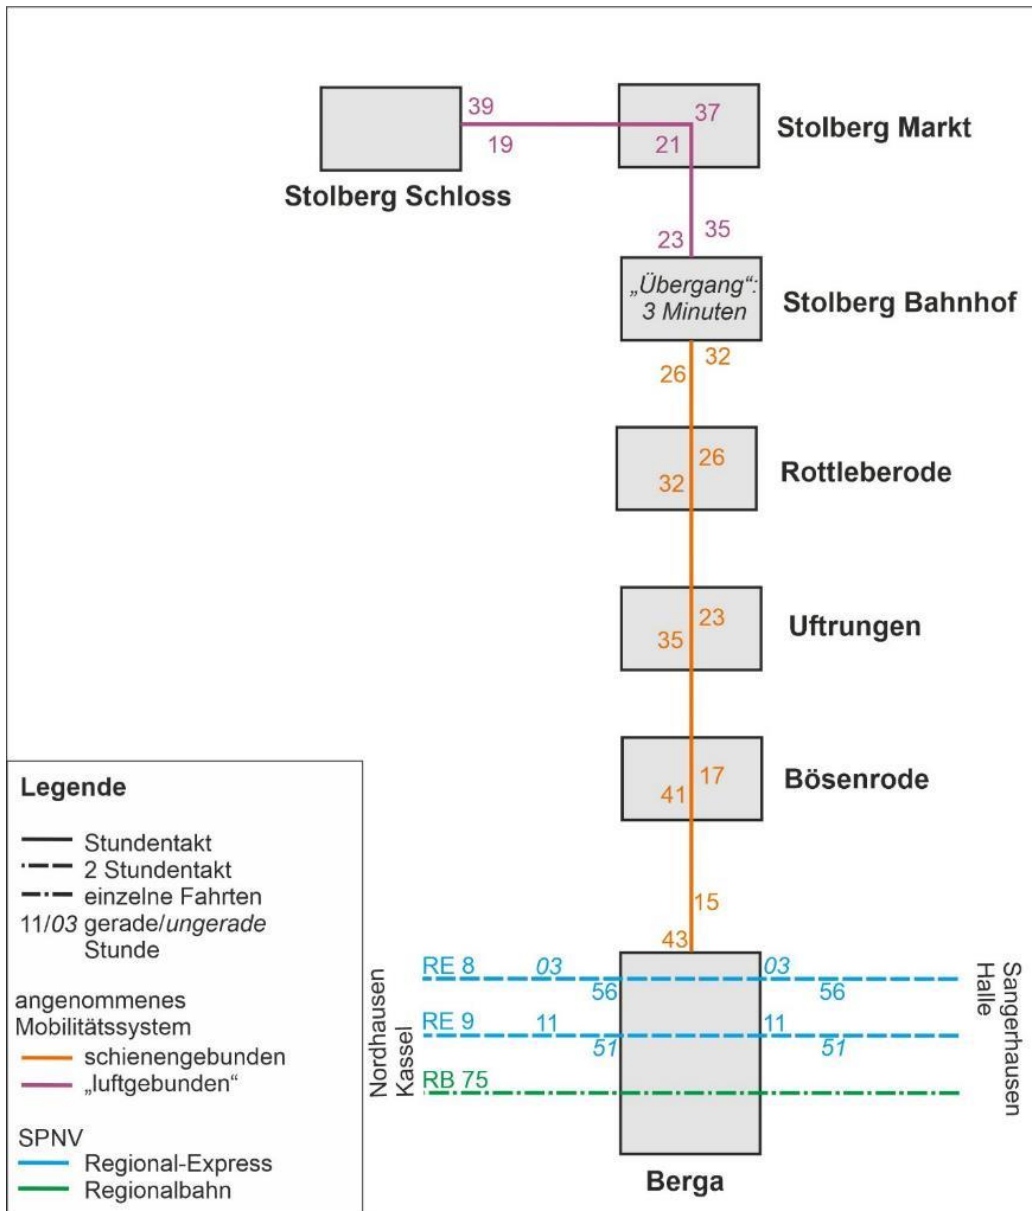 39
37
19
21
Stolberg Markt
Stolberg Schloss
35
23
„Übergang“:
3 Minuten
Stolberg Bahnhof
32
26
26
32
Rottleberode
23
35
Uftrungen
17
41
Bösenrode
15
43
RE 8 03 03
56 56
RE 9 11 11
51 51
RB 75
Nordhausen
Kassel
Sangerhausen
Halle
Berga
Legende
Stundentakt
2 Stundentakt
einzelne Fahrten
11/03 gerade/ungerade
Stunde
angenommenes
Mobilitätssystem
schienengebunden
„luftgebunden“
SPNV
Regional-Express
Regionalbahn